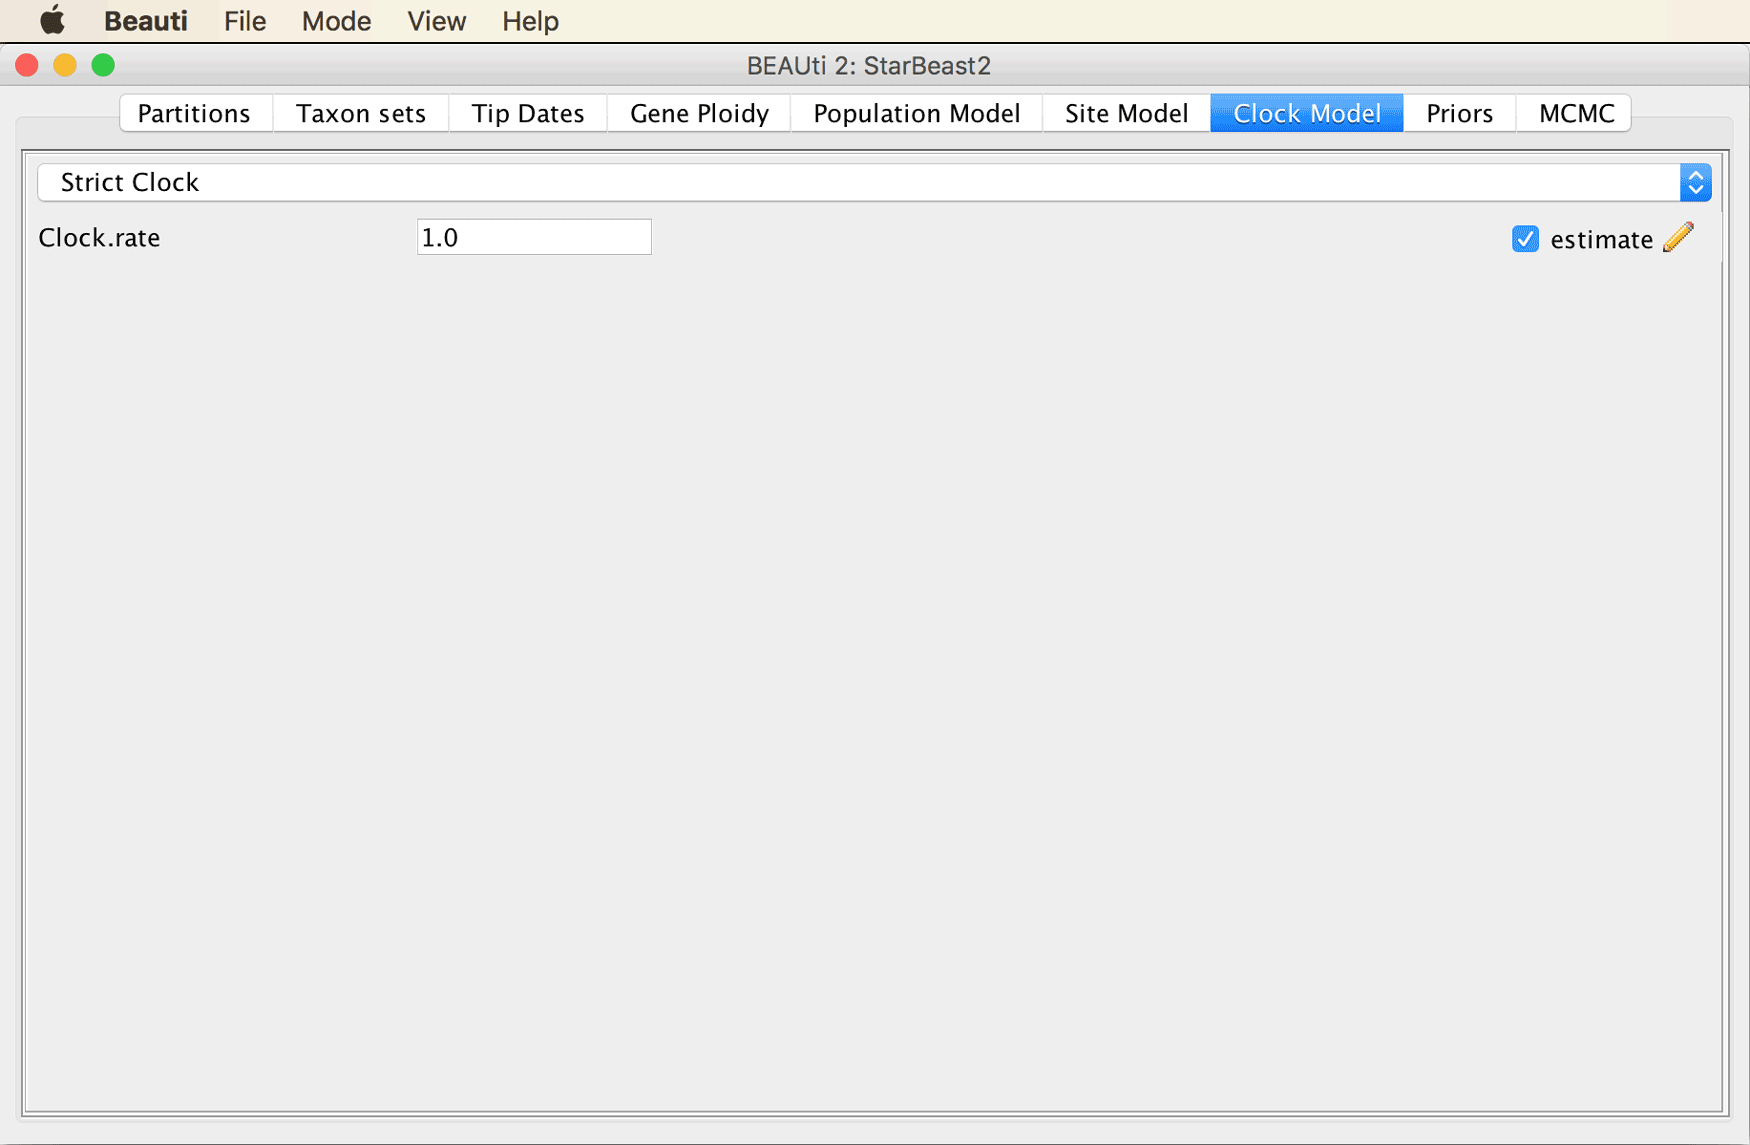 Beauti File Mode View Help
BEAUti 2: StarBeast2
Partitions Taxon sets Tip Dates Gene Ploidy Population Model Site Model Clock Model Priors MCMC
Strict Clock
Clock.rate 1.0 estimate